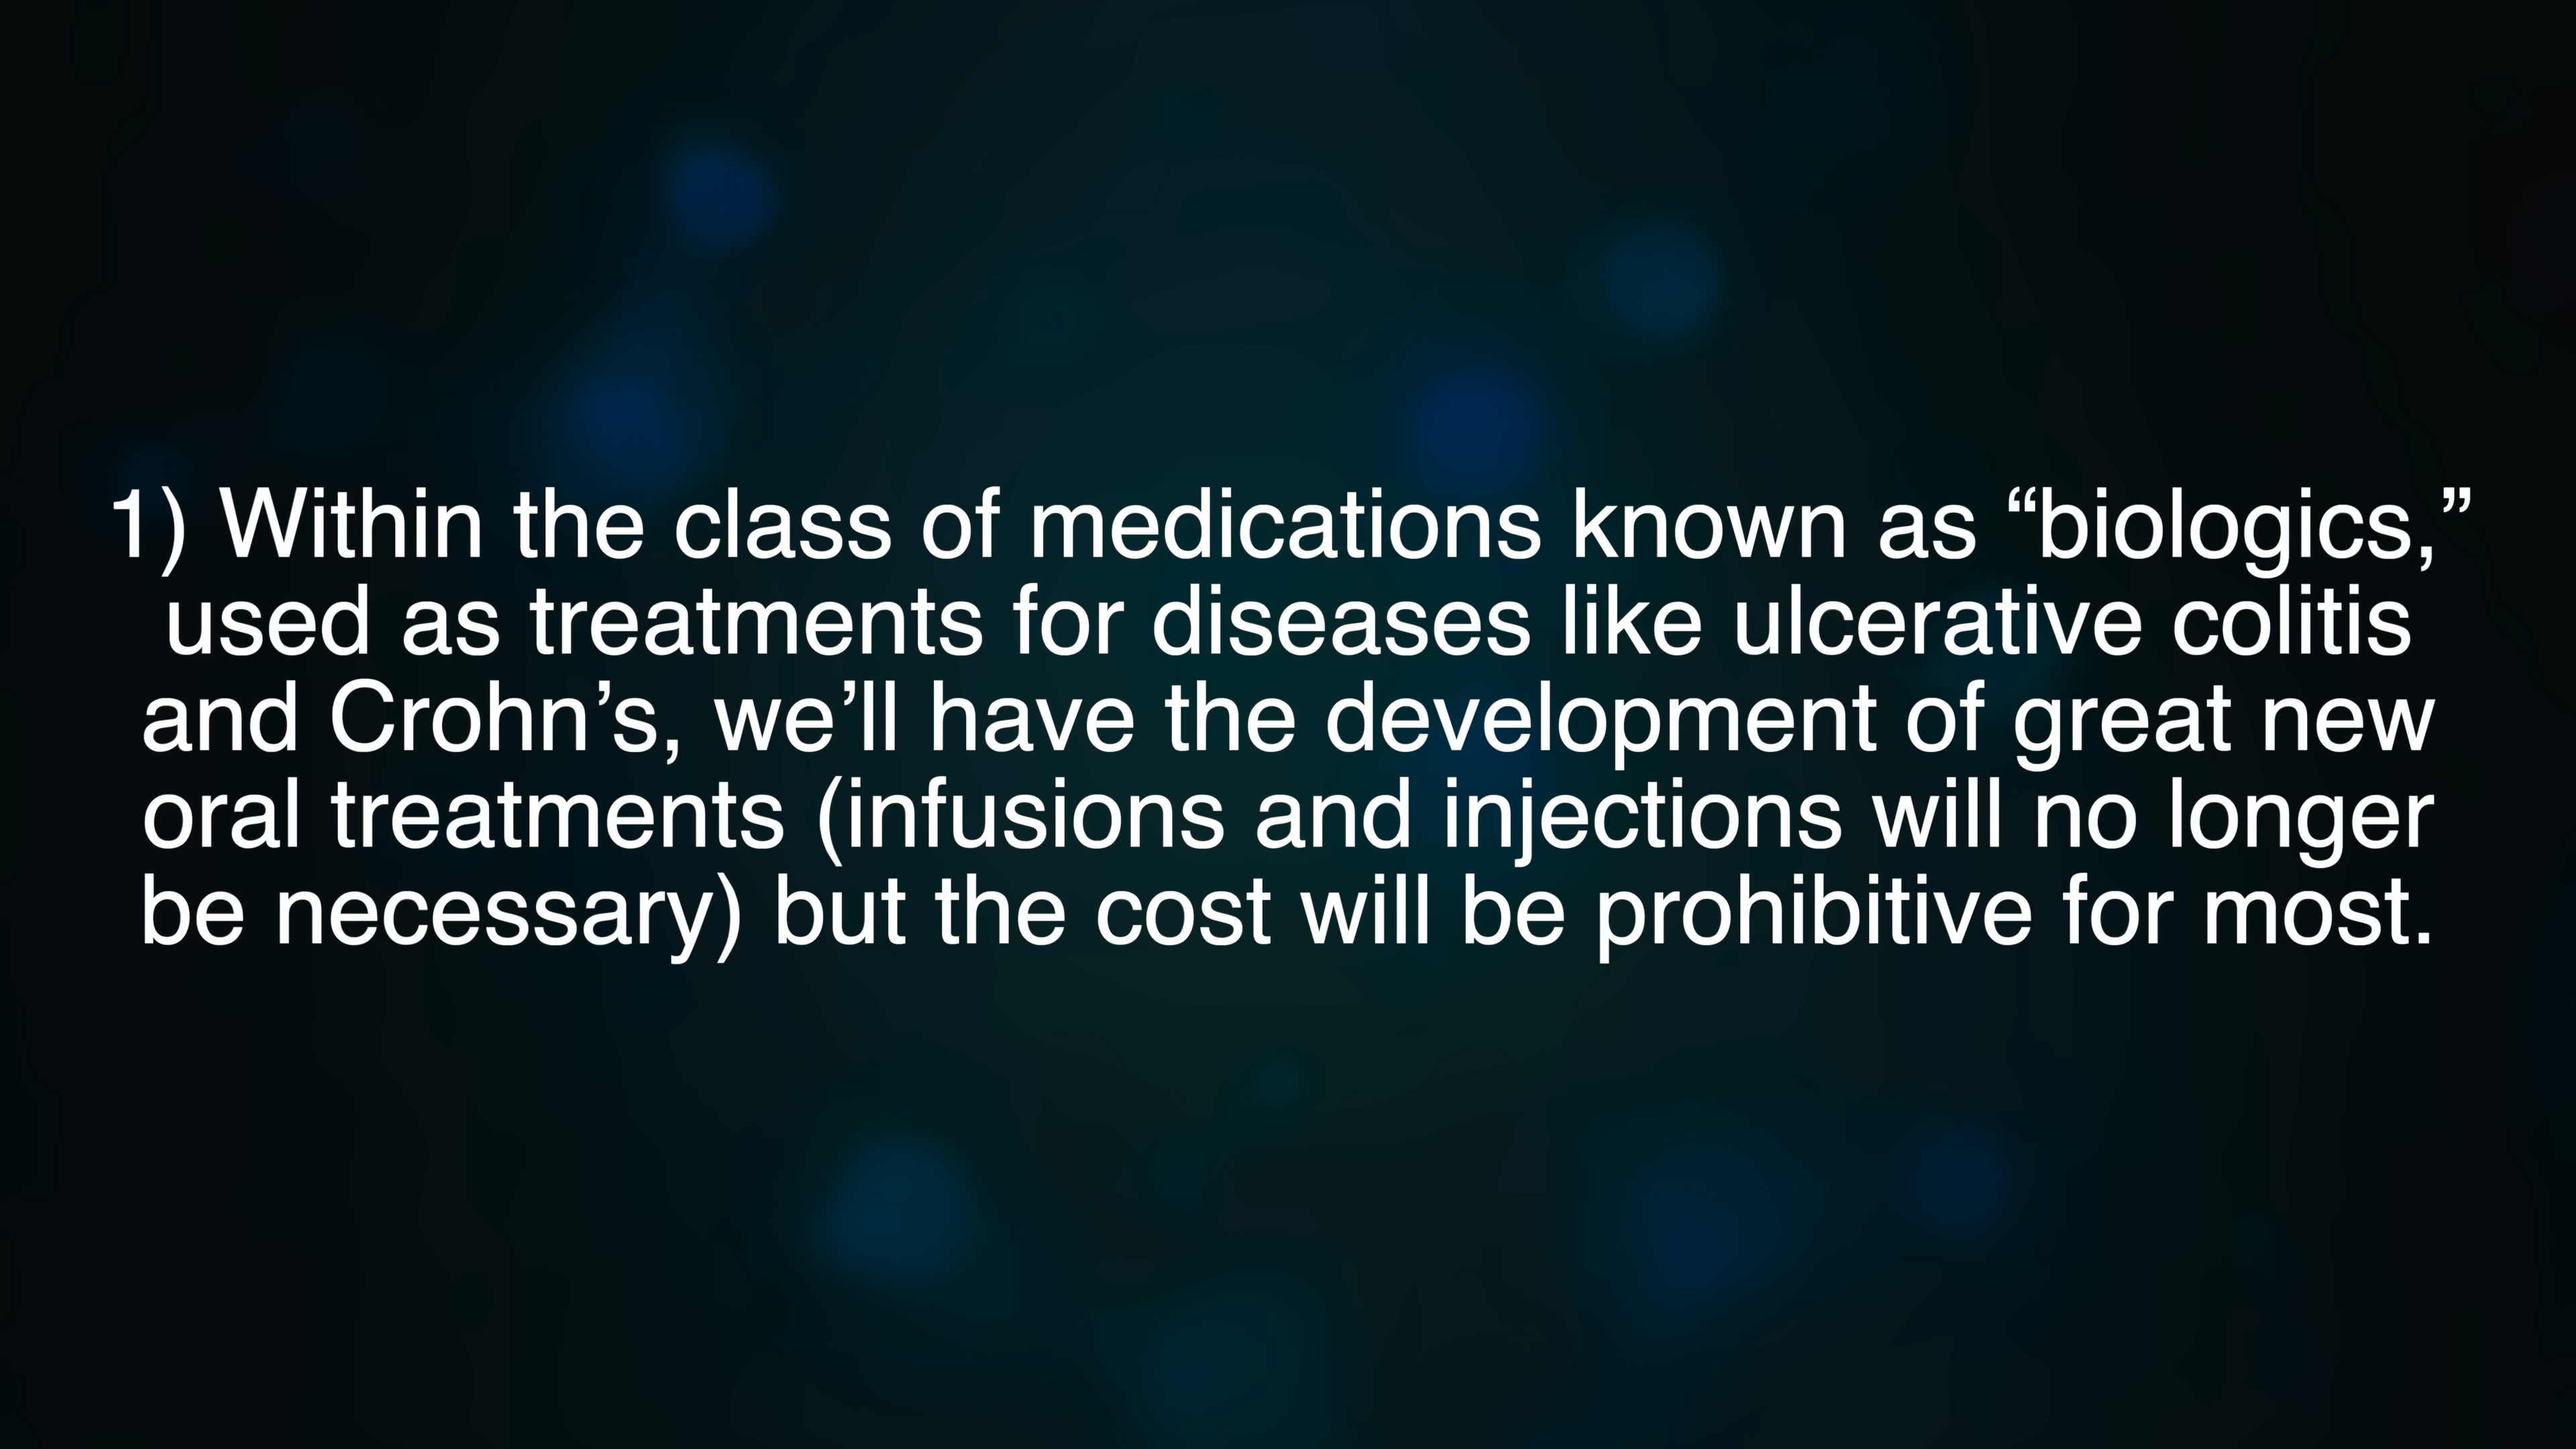 1) Within the class of medications known as “biologics,”
used as treatments for diseases like ulcerative colitis
and Crohn’s, we’ll have the development of great new
oral treatments (infusions and injections will no longer
be necessary) but the cost will be prohibitive for most.